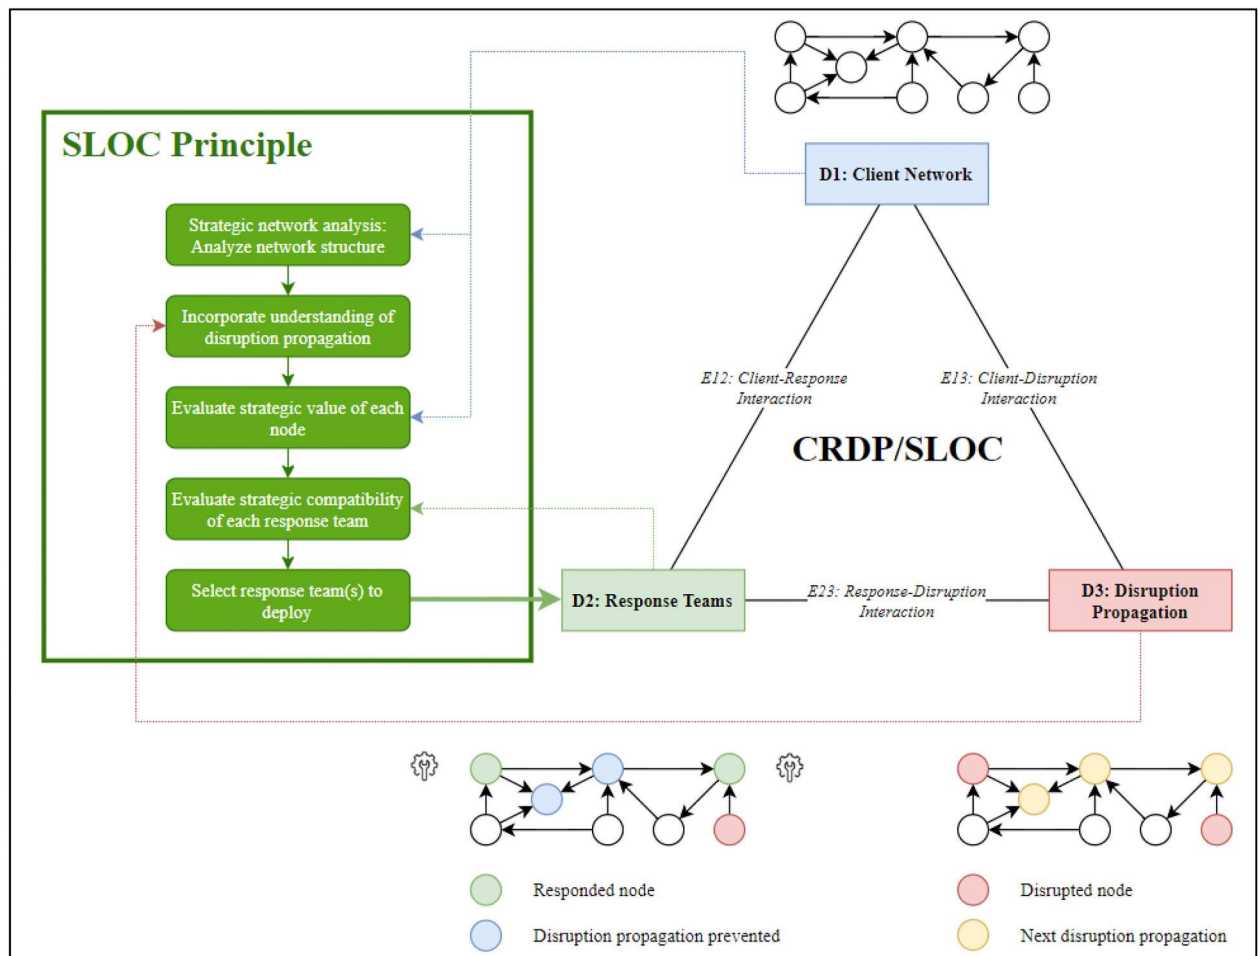 SLOC Principle
Strategic network analysis:
Analyze network structure
Incorporate understanding of
disruption propagation
Evaluate strategic value of each
node
Evaluate strategic compatibility
of each response team
Select response team(s) to
deploy
D1: Client Network
E12: Client-Response
Interaction
E13: Client-Disruption
Interaction
CRDP/SLOC
D2: Response Teams
E23: Response-Disruption
Interaction
D3: Disruption
Propagation
Responded node
Disruption propagation prevented
Disrupted node
Next disruption propagation